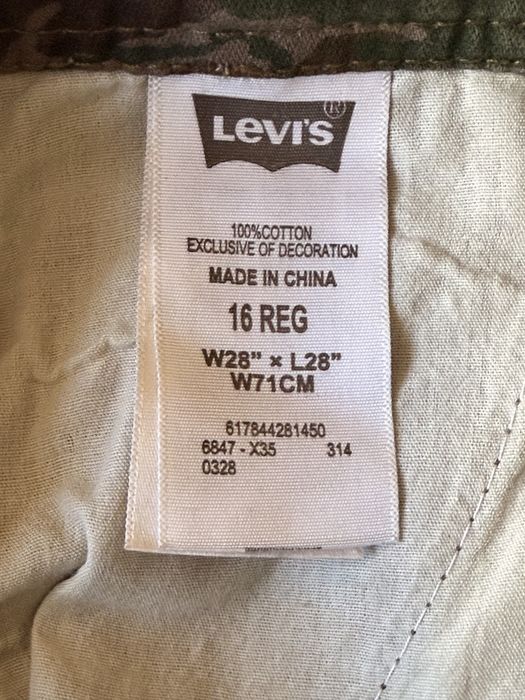 Levi's ®
100%COTTON
EXCLUSIVE OF DECORATION
MADE IN CHINA
16 REG
W28" × L28"
W71CM
617844281450
6847 - X35 314
0328